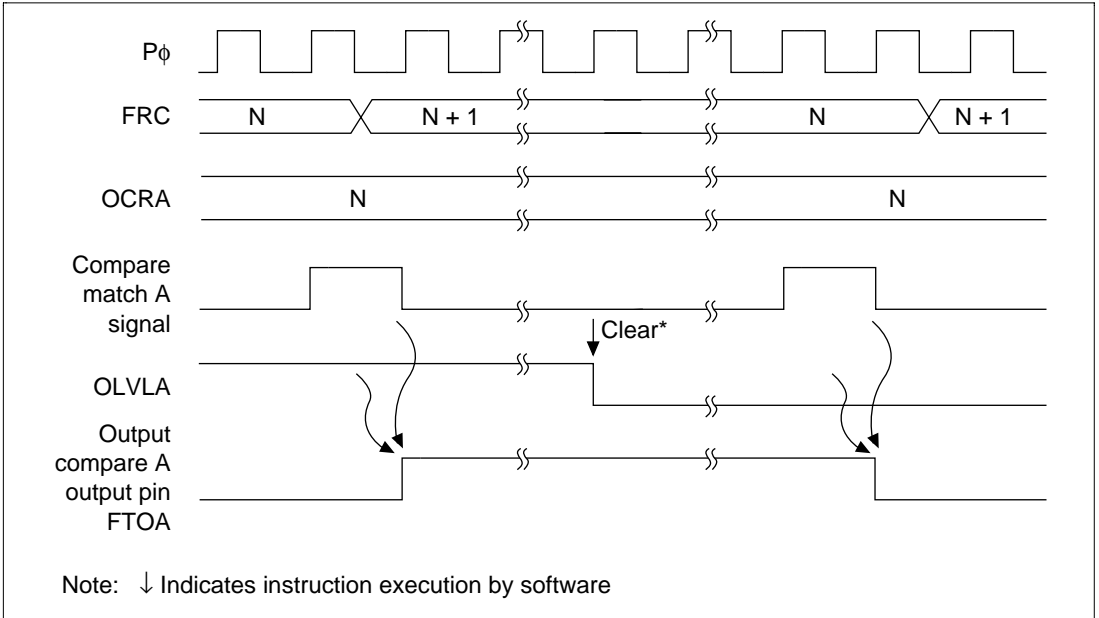 Pϕ
FRC N N + 1 N N + 1
OCRA N N
Compare
match A
signal
Clear*
OLVLA
Output
compare A
output pin
FTOA
Note: ↓ Indicates instruction execution by software